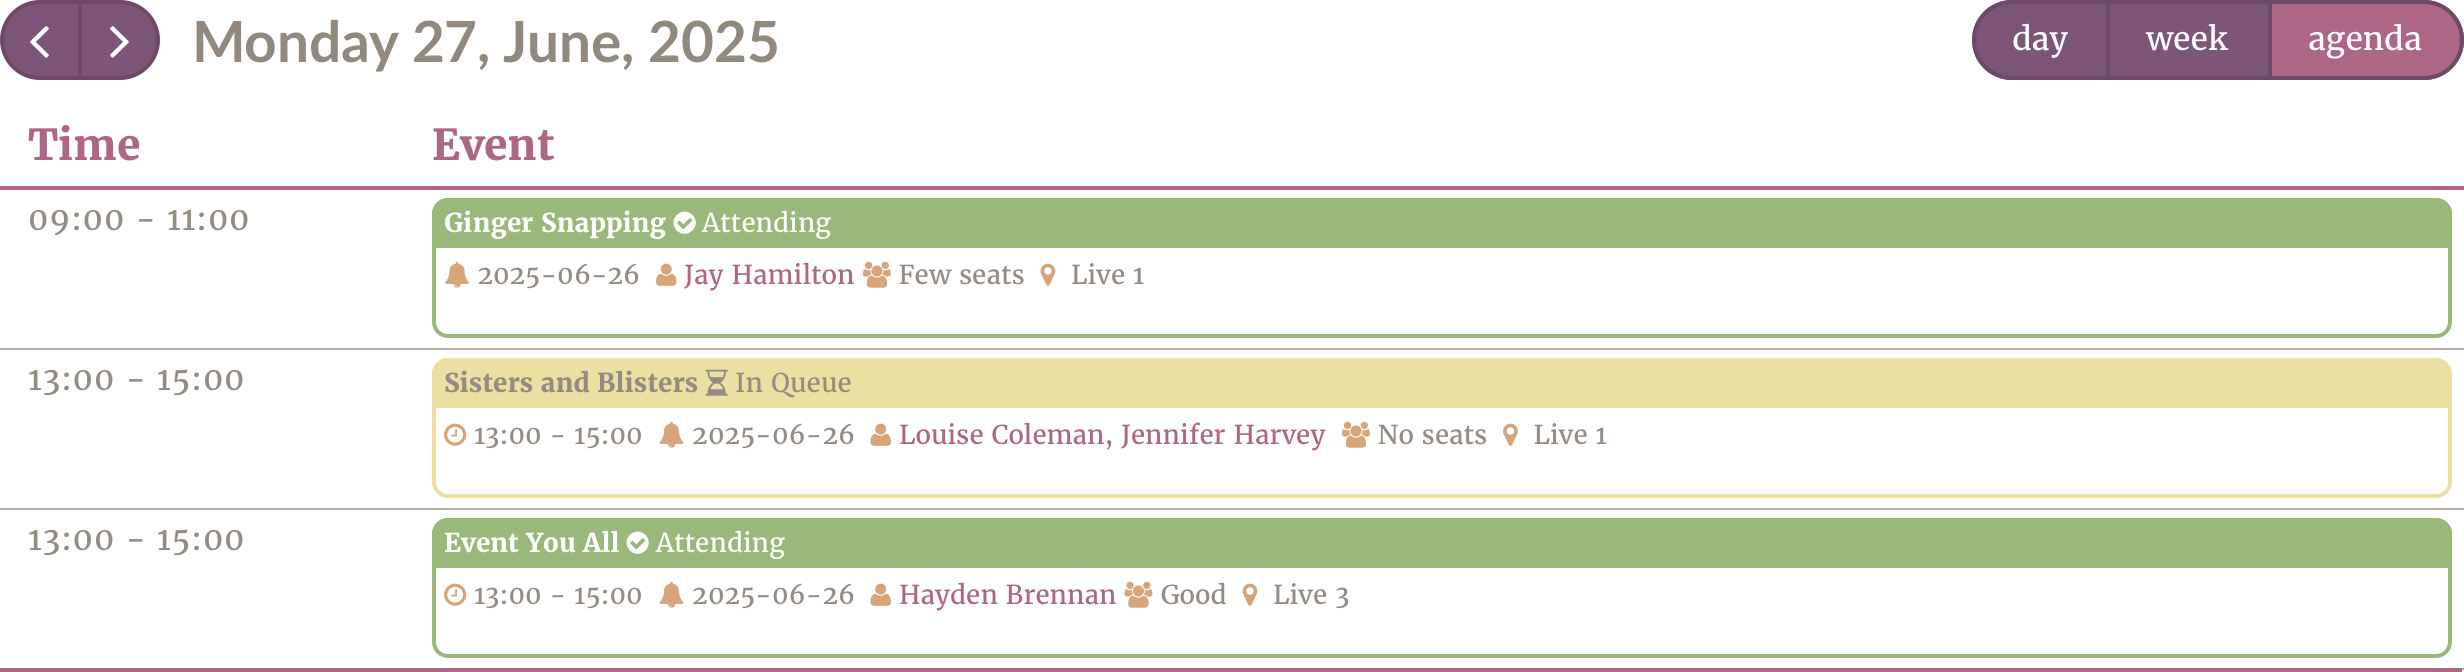 Monday 27, June, 2025 day week agenda
Time Event
09:00 - 11:00 Ginger Snapping Attending
2025-06-26 Jay Hamilton Few seats Live 1
13:00 - 15:00 Sisters and Blisters In Queue
13:00 - 15:00 2025-06-26 Louise Coleman, Jennifer Harvey No seats Live 1
13:00 - 15:00 Event You All Attending
13:00 - 15:00 2025-06-26 Hayden Brennan Good Live 3